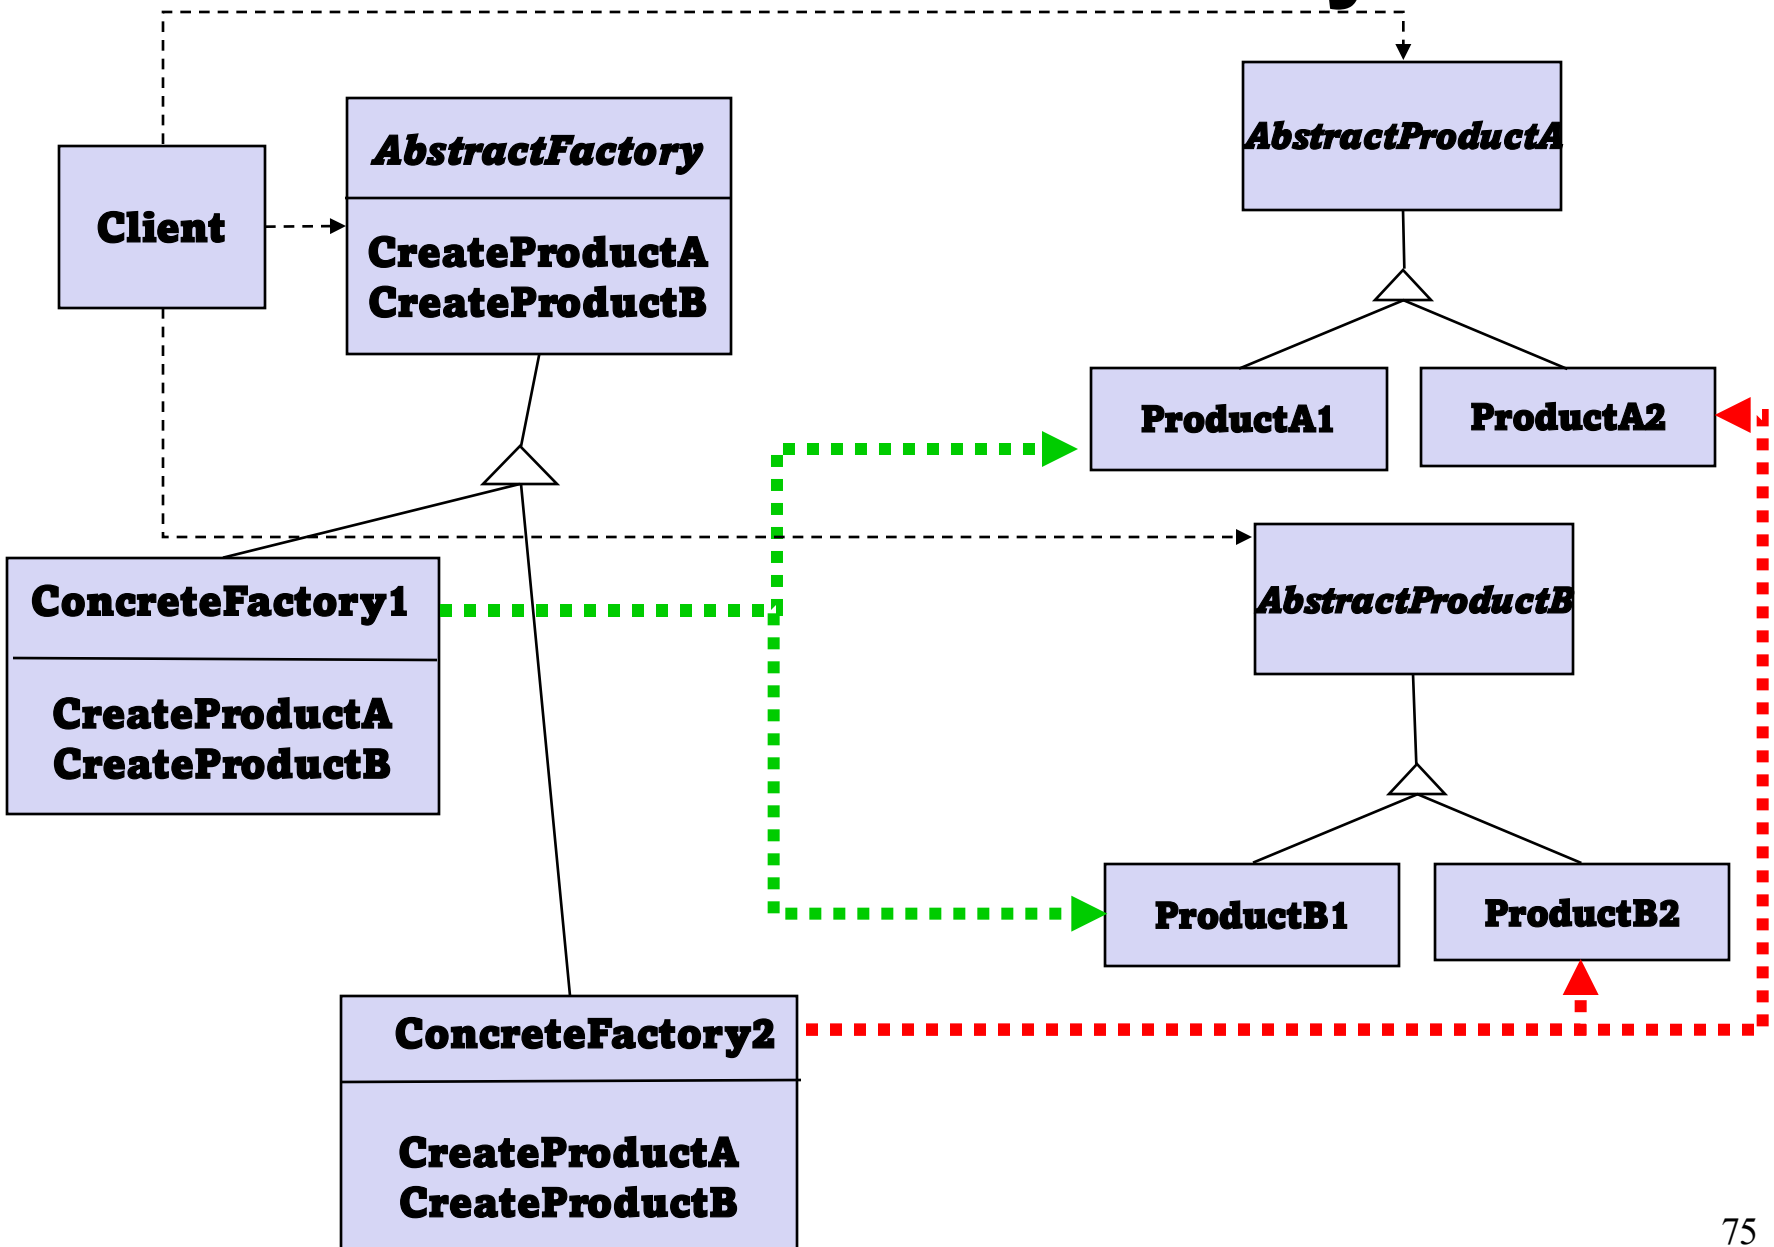 AbstractProductA
AbstractFactory
Client
CreateProductA
CreateProductB
ProductA1
ProductA2
AbstractProductB
ConcreteFactory1
CreateProductA
CreateProductB
ProductB1
ProductB2
ConcreteFactory2
CreateProductA
CreateProductB
75